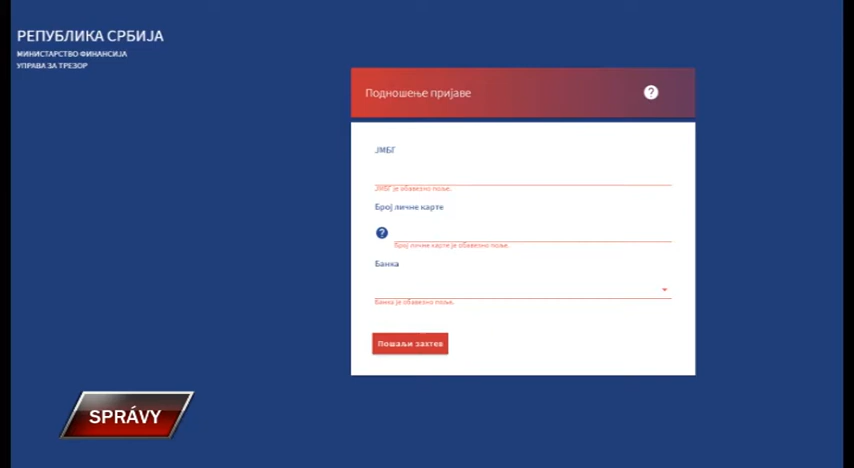 РЕПУБЛИКА СРБИЈА
МИНИСТАРСТВО ФИНАНСИЈА
УПРАВА ЗА ТРЕЗОР
Подношење пријаве
?
ЈМБГ
ЈМБГ је обавезно поље.
Број личне карте
?
Број личне карте је обавезно поље.
Банка
Банка је обавезно поље.
Пошаљи захтев
SPRÁVY